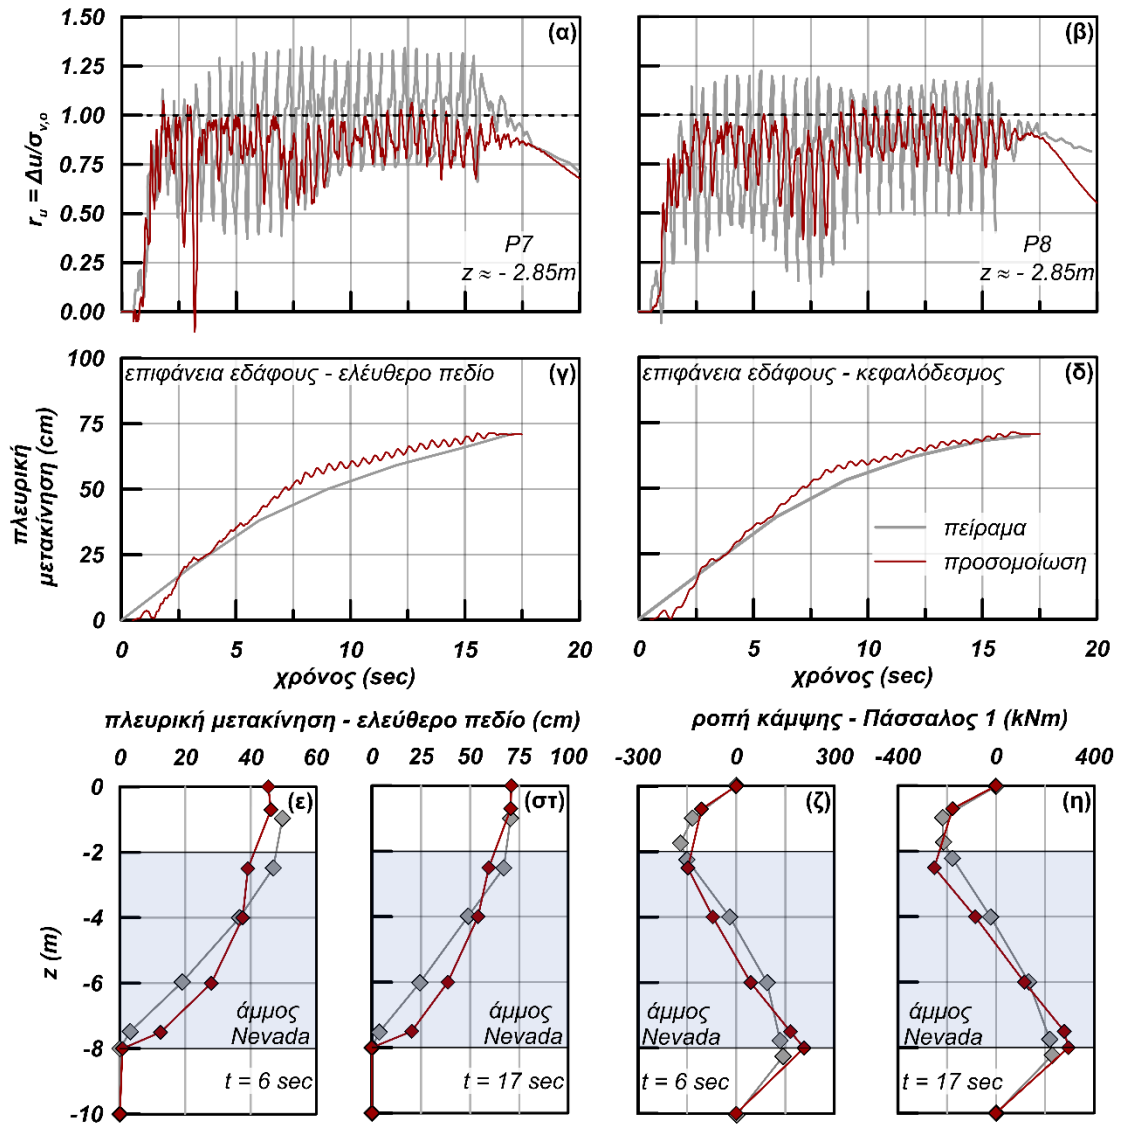 1.50
1.25
1.00
0.75
0.50
0.25
0.00
r_u = Δu/σ_v,o
(α)
P7
z ≈ - 2.85m
(β)
P8
z ≈ - 2.85m
100
75
50
25
0
πλευρική
μετακίνηση (cm)
επιφάνεια εδάφους - ελέυθερο πεδίο
(γ)
επιφάνεια εδάφους - κεφαλόδεσμος
(δ)
πείραμα
προσομοίωση
0 5 10 15 20
χρόνος (sec)
0 5 10 15 20
χρόνος (sec)
πλευρική μετακίνηση - ελεύθερο πεδίο (cm)
ροπή κάμψης - Πάσσαλος 1 (kNm)
0 20 40 60
0 25 50 75 100
-300 0 300
-400 0 400
0
-2
-4
-6
-8
-10
z (m)
(ε)
άμμος
Nevada
t = 6 sec
(στ)
άμμος
Nevada
t = 17 sec
(ζ)
άμμος
Nevada
t = 6 sec
(η)
άμμος
Nevada
t = 17 sec